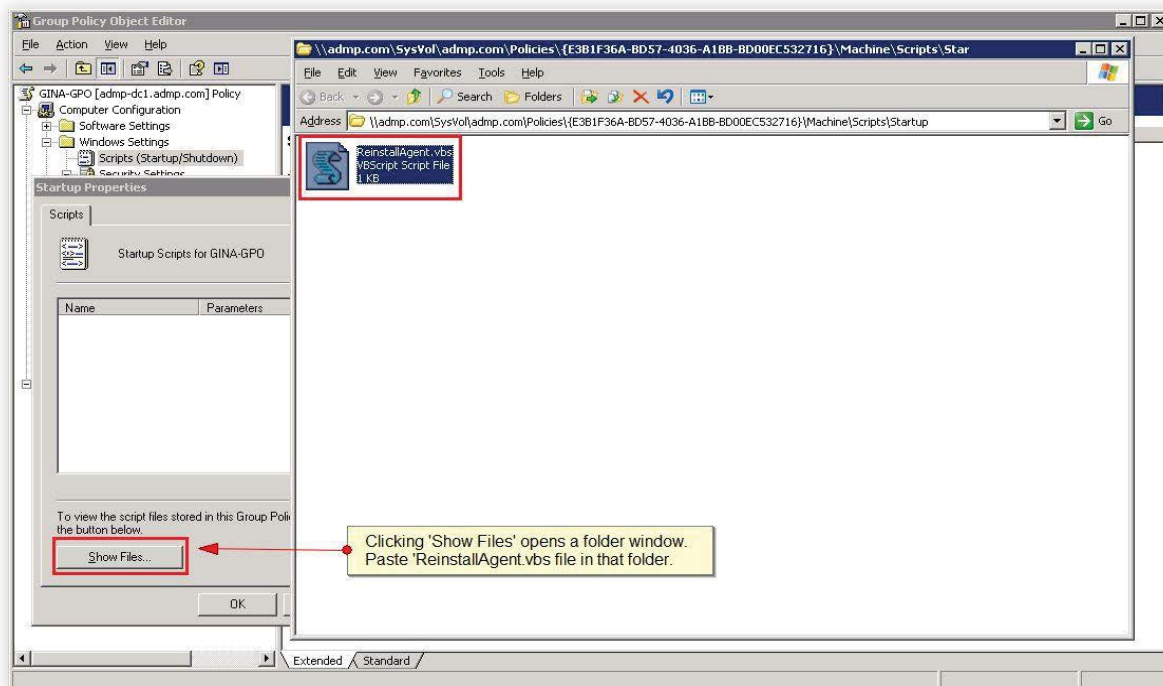 Group Policy Object Editor
File Action View Help
GINA-GPO [admp-dc1.admp.com] Policy
Computer Configuration
Software Settings
Windows Settings
Scripts (Startup/Shutdown)
Security Settings
Startup Properties
Scripts
Startup Scripts for GINA-GPO
Name Parameters
To view the script files stored in this Group Poli
the button below.
Show Files...
OK
\\admp.com\SysVol\admp.com\Policies\{E3B1F36A-BD57-4036-A1BB-BD00EC532716}\Machine\Scripts\Star
File Edit View Favorites Tools Help
Back Search Folders
Address \\admp.com\SysVol\admp.com\Policies\{E3B1F36A-BD57-4036-A1BB-BD00EC532716}\Machine\Scripts\Startup Go
ReinstallAgent.vbs
VBScript Script File
1 KB
Clicking 'Show Files' opens a folder window.
Paste 'ReinstallAgent.vbs file in that folder.
Extended Standard